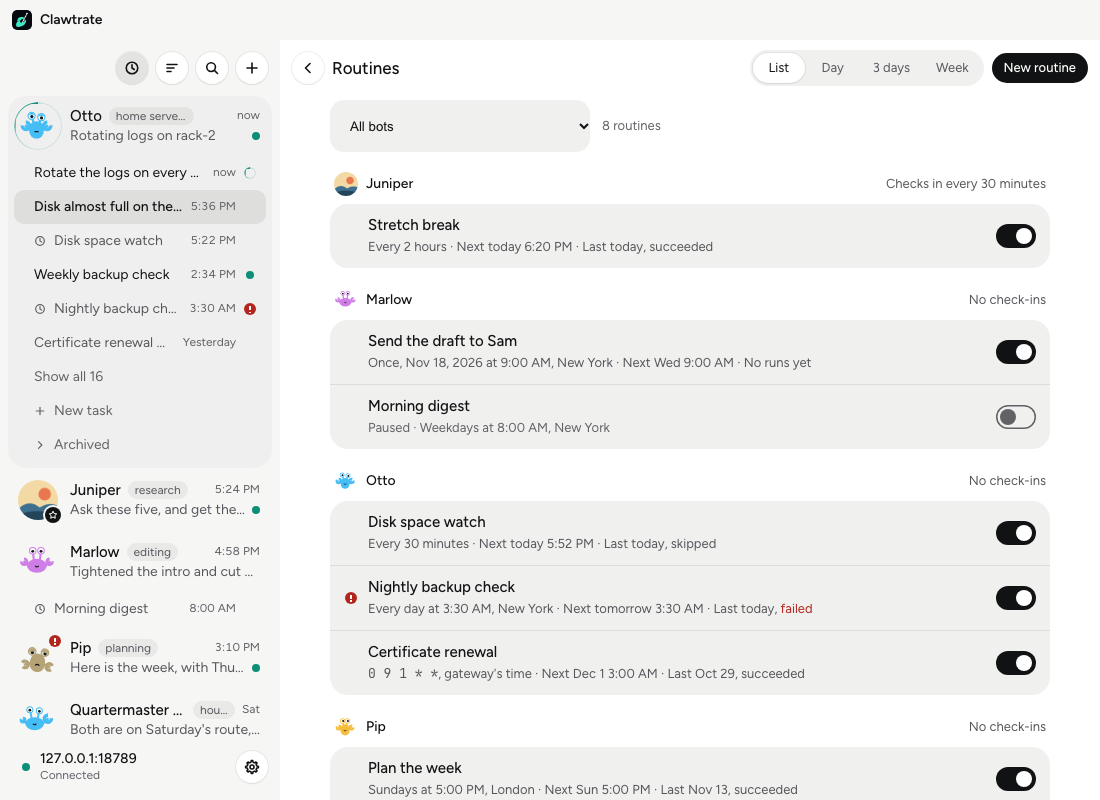 Clawtrate
Otto home serve... now
Rotating logs on rack-2
Rotate the logs on every ... now
Disk almost full on the... 5:36 PM
Disk space watch 5:22 PM
Weekly backup check 2:34 PM
Nightly backup ch... 3:30 AM
Certificate renewal ... Yesterday
Show all 16
New task
Archived
Juniper research 5:24 PM
Ask these five, and get the...
Marlow editing 4:58 PM
Tightened the intro and cut ...
Morning digest 8:00 AM
Pip planning 3:10 PM
Here is the week, with Thu...
Quartermaster ... hou... Sat
Both are on Saturday's route,...
127.0.0.1:18789
Connected
Routines
List Day 3 days Week New routine
All bots 8 routines
Juniper Checks in every 30 minutes
Stretch break
Every 2 hours · Next today 6:20 PM · Last today, succeeded
Marlow No check-ins
Send the draft to Sam
Once, Nov 18, 2026 at 9:00 AM, New York · Next Wed 9:00 AM · No runs yet
Morning digest
Paused · Weekdays at 8:00 AM, New York
Otto No check-ins
Disk space watch
Every 30 minutes · Next today 5:52 PM · Last today, skipped
Nightly backup check
Every day at 3:30 AM, New York · Next tomorrow 3:30 AM · Last today, failed
Certificate renewal
0 9 1 * *, gateway's time · Next Dec 1 3:00 AM · Last Oct 29, succeeded
Pip No check-ins
Plan the week
Sundays at 5:00 PM, London · Next Sun 5:00 PM · Last Nov 13, succeeded